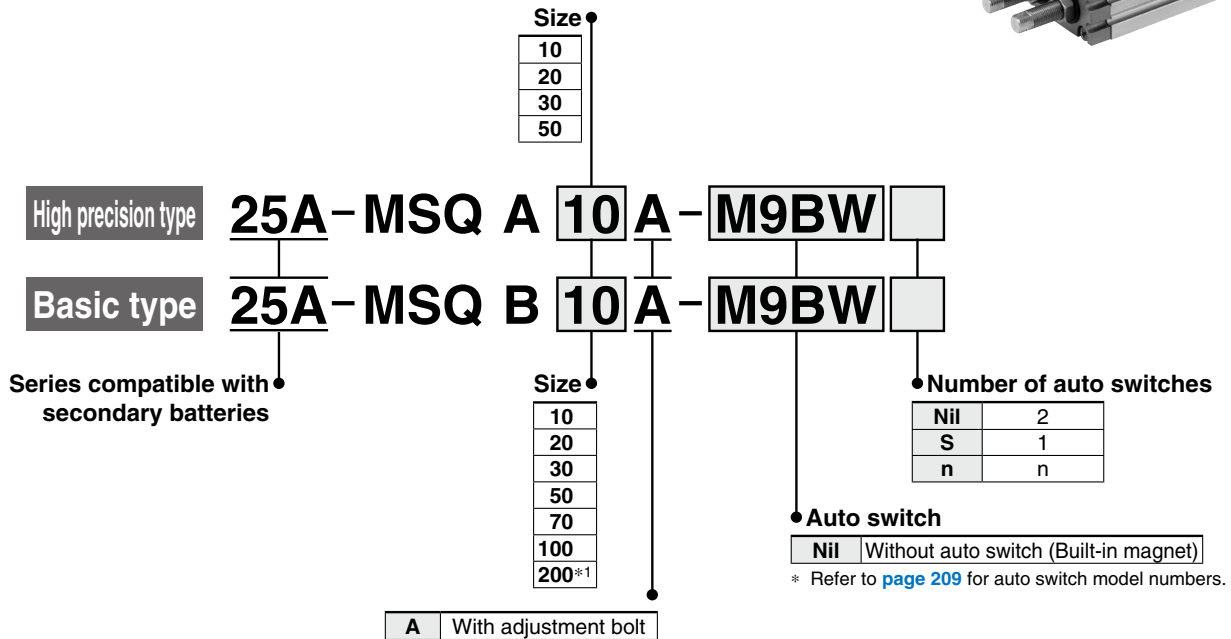 Size
10
20
30
50
High precision type 25A-MSQ A 10 A-M9BW
Basic type 25A-MSQ B 10 A-M9BW
Series compatible with
secondary batteries
Size
10
20
30
50
70
100
200*1
A With adjustment bolt
Number of auto switches
Nil 2
S 1
n n
Auto switch
Nil Without auto switch (Built-in magnet)
* Refer to page 209 for auto switch model numbers.